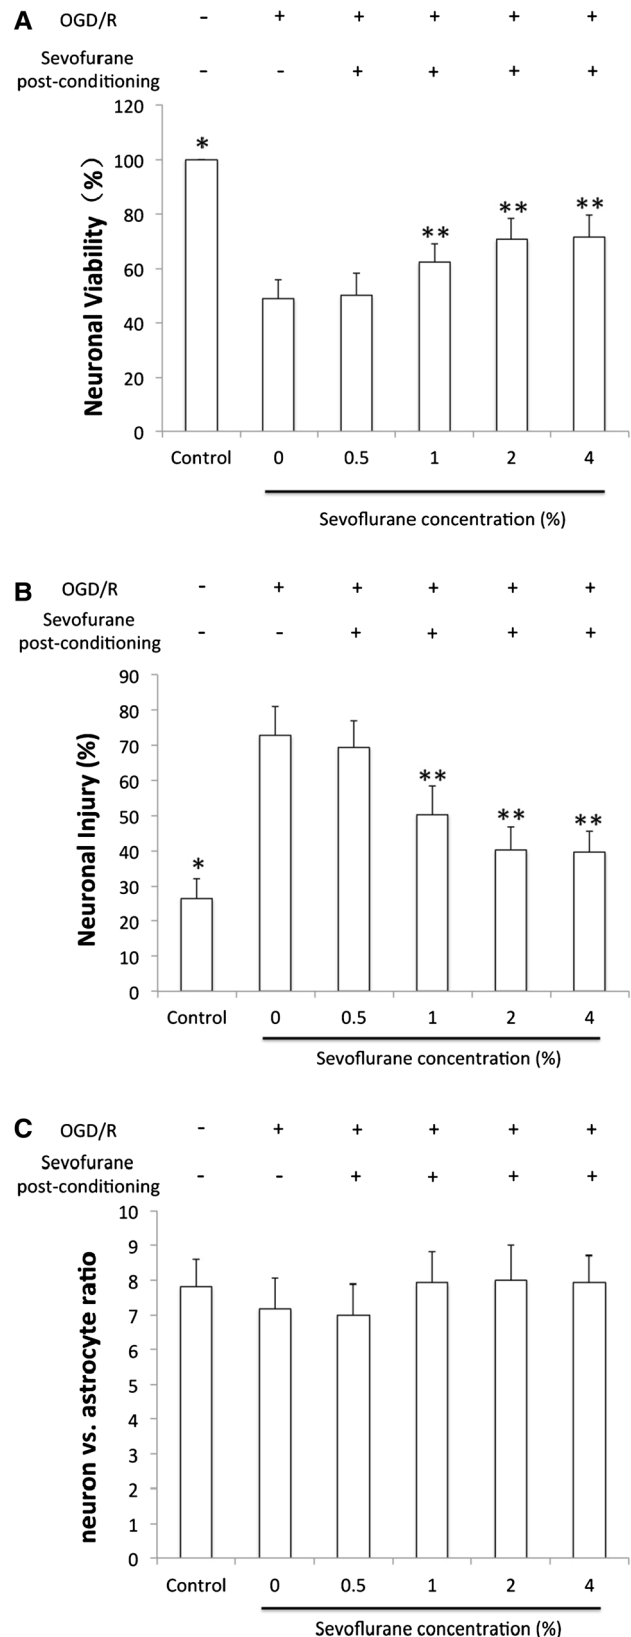 A OGD/R - + + + + +
Sevofurane
post-conditioning - - + + + +
120
100
80
60
40
20
0
Neuronal Viability（%）
* ** ** **
Control 0 0.5 1 2 4
Sevoflurane concentration (%)
B OGD/R - + + + + +
Sevofurane
post-conditioning - - + + + +
90
80
70
60
50
40
30
20
10
0
Neuronal Injury (%)
* ** ** **
Control 0 0.5 1 2 4
Sevoflurane concentration (%)
C OGD/R - + + + + +
Sevofurane
post-conditioning - - + + + +
10
9
8
7
6
5
4
3
2
1
0
neuron vs. astrocyte ratio
Control 0 0.5 1 2 4
Sevoflurane concentration (%)